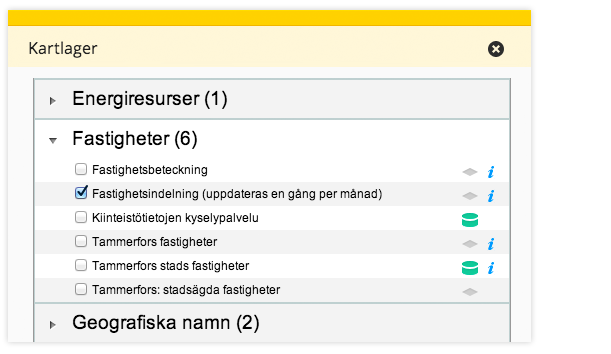 Kartlager
Energiresurser (1)
Fastigheter (6)
Fastighetsbeteckning
Fastighetsindelning (uppdateras en gång per månad)
Kiinteistötietojen kyselypalvelu
Tammerfors fastigheter
Tammerfors stads fastigheter
Tammerfors: stadsägda fastigheter
Geografiska namn (2)